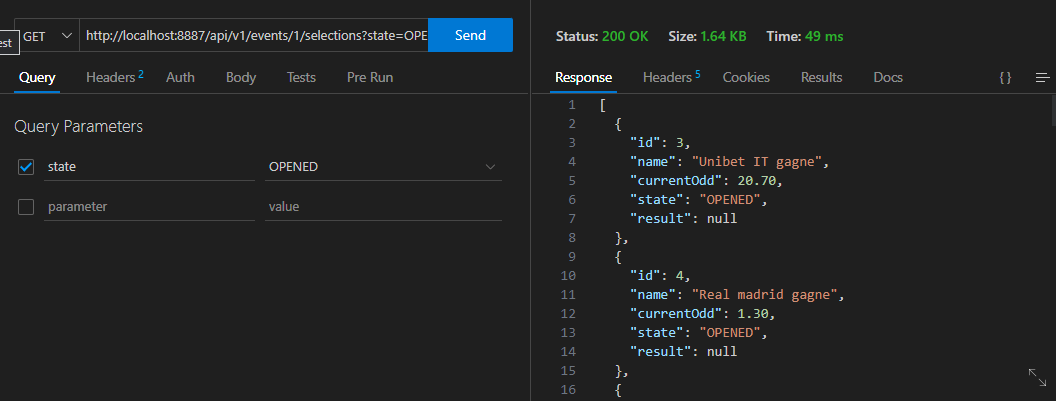 GET http://localhost:8887/api/v1/events/1/selections?state=OPE Send
est
Query Headers 2 Auth Body Tests Pre Run
Query Parameters
state OPENED
parameter value
Status: 200 OK Size: 1.64 KB Time: 49 ms
Response Headers 5 Cookies Results Docs {}
1 [
2 {
3 "id": 3,
4 "name": "Unibet IT gagne",
5 "currentOdd": 20.70,
6 "state": "OPENED",
7 "result": null
8 },
9 {
10 "id": 4,
11 "name": "Real madrid gagne",
12 "currentOdd": 1.30,
13 "state": "OPENED",
14 "result": null
15 },
16 {